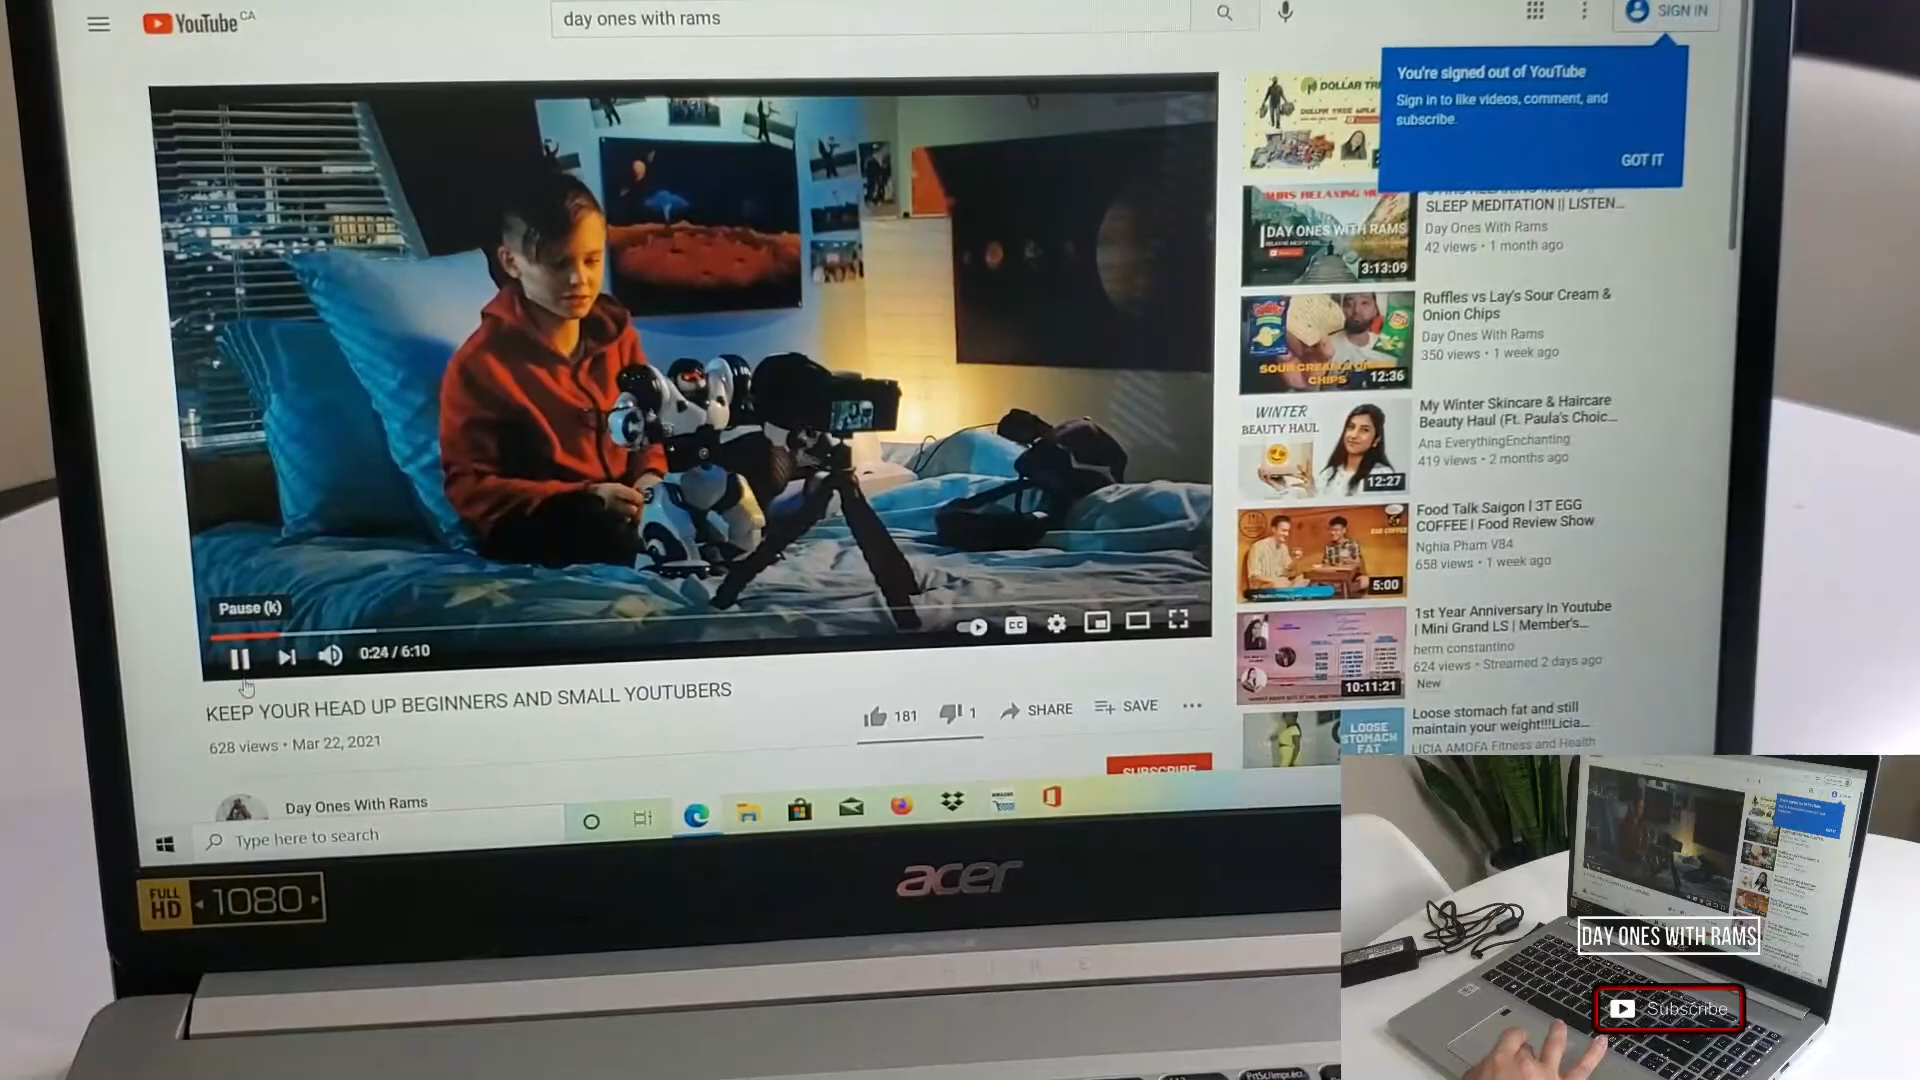 YouTube CA
day ones with rams
SIGN IN
You're signed out of YouTube
Sign in to like videos, comment, and
subscribe.
GOT IT
DOLLAR
SLEEP MEDITATION || LISTEN...
Day Ones With Rams
42 views • 1 month ago
DAY ONES WITH RAMS
3:13:09
Ruffles vs Lay's Sour Cream &
Onion Chips
Day Ones With Rams
350 views • 1 week ago
SOUR CREAM & ONION
CHIPS
12:36
My Winter Skincare & Haircare
Beauty Haul (Ft. Paula's Choic...
Ana EverythingEnchanting
419 views • 2 months ago
WINTER
BEAUTY HAUL
12:27
Food Talk Saigon I 3T EGG
COFFEE I Food Review Show
Nghia Pham V84
658 views • 1 week ago
5:00
1st Year Anniversary In Youtube
| Mini Grand LS | Member's...
herm constantino
624 views • Streamed 2 days ago
New
10:11:21
Loose stomach fat and still
maintain your weight!!!Licia...
LICIA AMOFA Fitness and Health
LOOSE
STOMACH
FAT
Pause (k)
0:24 / 6:10
CC
KEEP YOUR HEAD UP BEGINNERS AND SMALL YOUTUBERS
628 views • Mar 22, 2021
181
1
SHARE
SAVE
SUBSCRIBE
Day Ones With Rams
Type here to search
FULL
HD
1080
acer
DAY ONES WITH RAMS
Subscribe